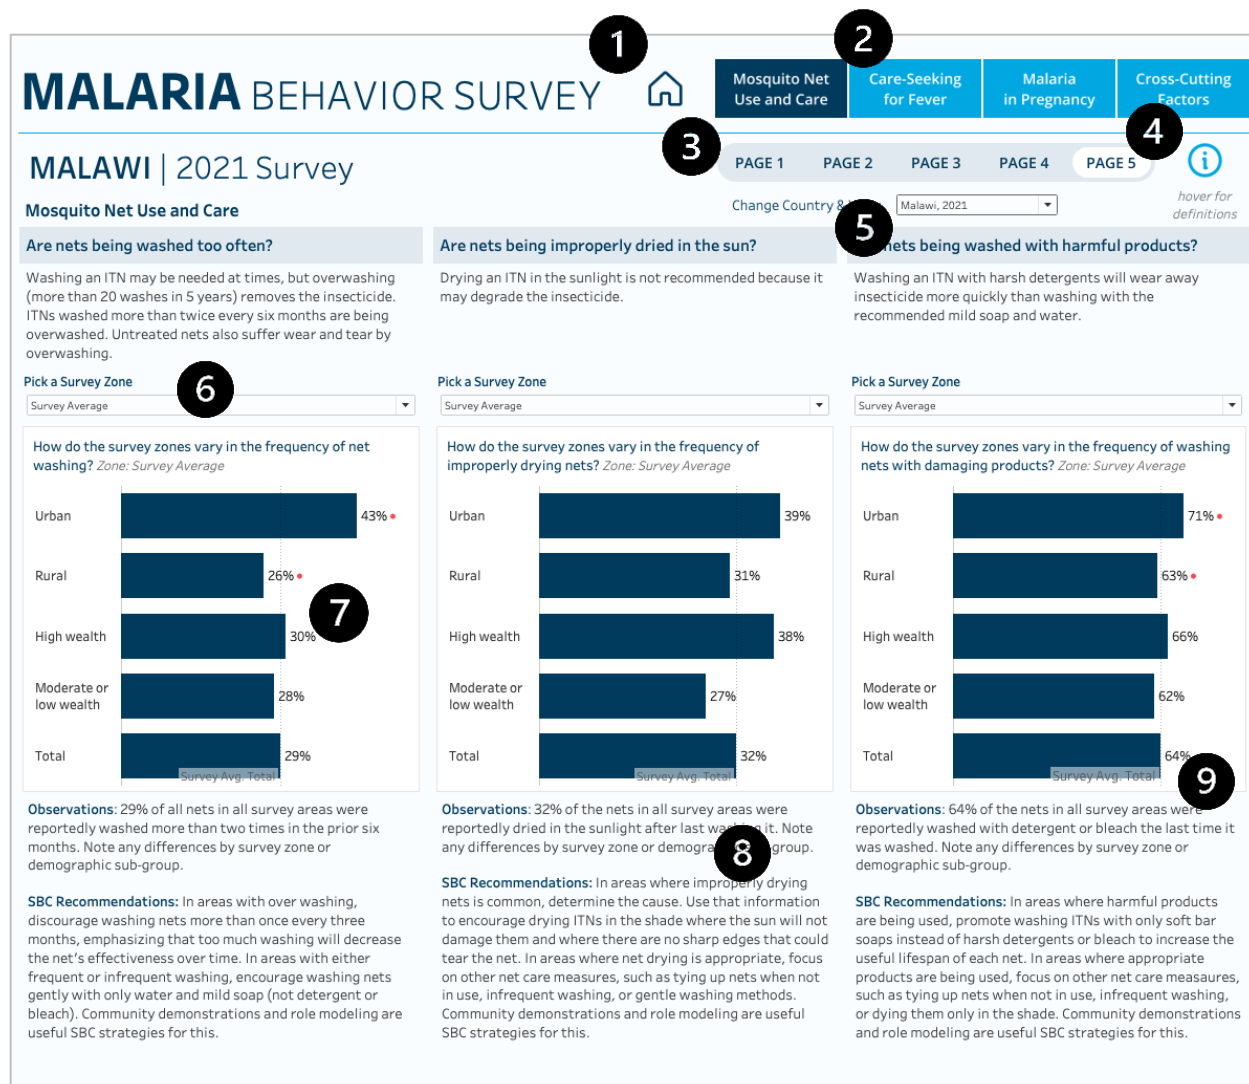 1
2
MALARIA BEHAVIOR SURVEY
Mosquito Net
Use and Care
Care-Seeking
for Fever
Malaria
in Pregnancy
Cross-Cutting
Factors
3
4
MALAWI | 2021 Survey
PAGE 1
PAGE 2
PAGE 3
PAGE 4
PAGE 5
i
hover for
definitions
Mosquito Net Use and Care
Change Country &
Malawi, 2021
5
Are nets being washed too often?
Washing an ITN may be needed at times, but overwashing
(more than 20 washes in 5 years) removes the insecticide.
ITNs washed more than twice every six months are being
overwashed. Untreated nets also suffer wear and tear by
overwashing.
Pick a Survey Zone
6
Survey Average
How do the survey zones vary in the frequency of net
washing? Zone: Survey Average
Urban 43%
Rural 26%
7
High wealth 30%
Moderate or
low wealth 28%
Total 29%
Survey Avg. Total
Observations: 29% of all nets in all survey areas were
reportedly washed more than two times in the prior six
months. Note any differences by survey zone or
demographic sub-group.
SBC Recommendations: In areas with over washing,
discourage washing nets more than once every three
months, emphasizing that too much washing will decrease
the net's effectiveness over time. In areas with either
frequent or infrequent washing, encourage washing nets
gently with only water and mild soap (not detergent or
bleach). Community demonstrations and role modeling are
useful SBC strategies for this.
Are nets being improperly dried in the sun?
Drying an ITN in the sunlight is not recommended because it
may degrade the insecticide.
Pick a Survey Zone
Survey Average
How do the survey zones vary in the frequency of
improperly drying nets? Zone: Survey Average
Urban 39%
Rural 31%
High wealth 38%
Moderate or
low wealth 27%
Total 32%
Survey Avg. Total
Observations: 32% of the nets in all survey areas were
reportedly dried in the sunlight after last washing it. Note
any differences by survey zone or demographic sub-group.
8
SBC Recommendations: In areas where improperly drying
nets is common, determine the cause. Use that information
to encourage drying ITNs in the shade where the sun will not
damage them and where there are no sharp edges that could
tear the net. In areas where net drying is appropriate, focus
on other net care measures, such as tying up nets when not
in use, infrequent washing, or gentle washing methods.
Community demonstrations and role modeling are useful
SBC strategies for this.
nets being washed with harmful products?
Washing an ITN with harsh detergents will wear away
insecticide more quickly than washing with the
recommended mild soap and water.
Pick a Survey Zone
Survey Average
How do the survey zones vary in the frequency of washing
nets with damaging products? Zone: Survey Average
Urban 71%
Rural 63%
High wealth 66%
Moderate or
low wealth 62%
Total 64%
Survey Avg. Total
9
Observations: 64% of the nets in all survey areas were
reportedly washed with detergent or bleach the last time it
was washed. Note any differences by survey zone or
demographic sub-group.
SBC Recommendations: In areas where harmful products
are being used, promote washing ITNs with only soft bar
soaps instead of harsh detergents or bleach to increase the
useful lifespan of each net. In areas where appropriate
products are being used, focus on other net care measaures,
such as tying up nets when not in use, infrequent washing,
or dying them only in the shade. Community demonstrations
and role modeling are useful SBC strategies for this.